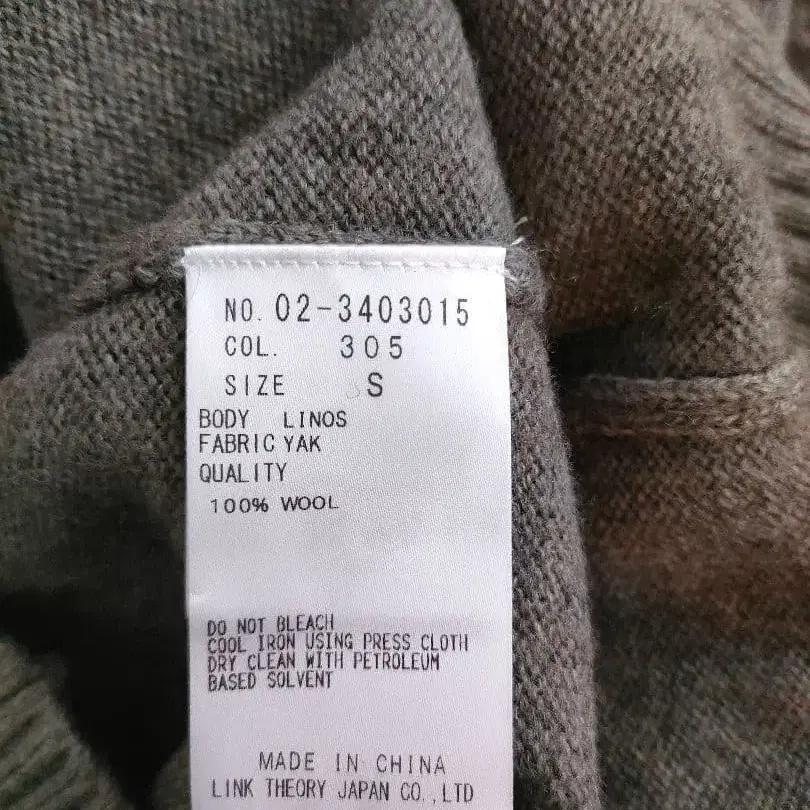 NO. 02-3403015
COL. 305
SIZE S
BODY LINOS
FABRIC YAK
QUALITY
100% WOOL
DO NOT BLEACH
COOL IRON USING PRESS CLOTH
DRY CLEAN WITH PETROLEUM
BASED SOLVENT
MADE IN CHINA
LINK THEORY JAPAN CO.,LTD